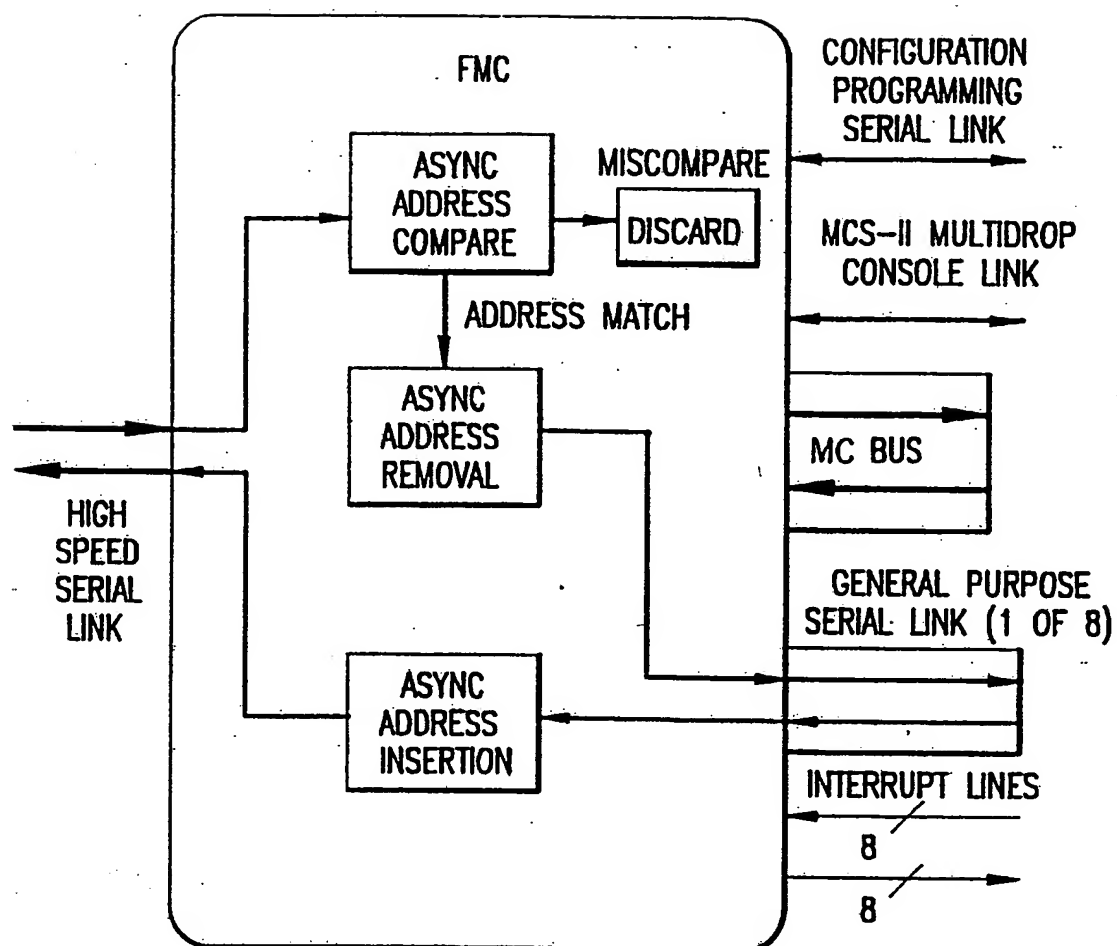 FMC
ASYNC
ADDRESS
COMPARE
MISCOMPARE
DISCARD
ADDRESS MATCH
ASYNC
ADDRESS
REMOVAL
ASYNC
ADDRESS
INSERTION
HIGH
SPEED
SERIAL
LINK
CONFIGURATION
PROGRAMMING
SERIAL LINK
MCS-II MULTIDROP
CONSOLE LINK
MC BUS
GENERAL PURPOSE
SERIAL LINK (1 OF 8)
INTERRUPT LINES
8
8